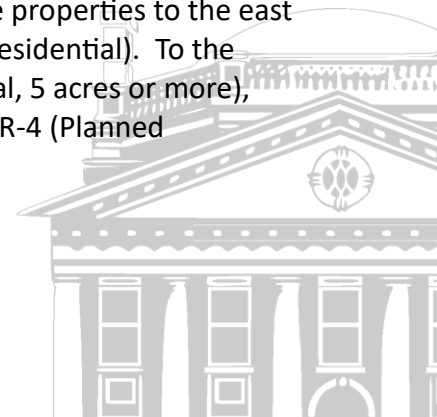 e properties to the east
esidential). To the
al, 5 acres or more),
R-4 (Planned